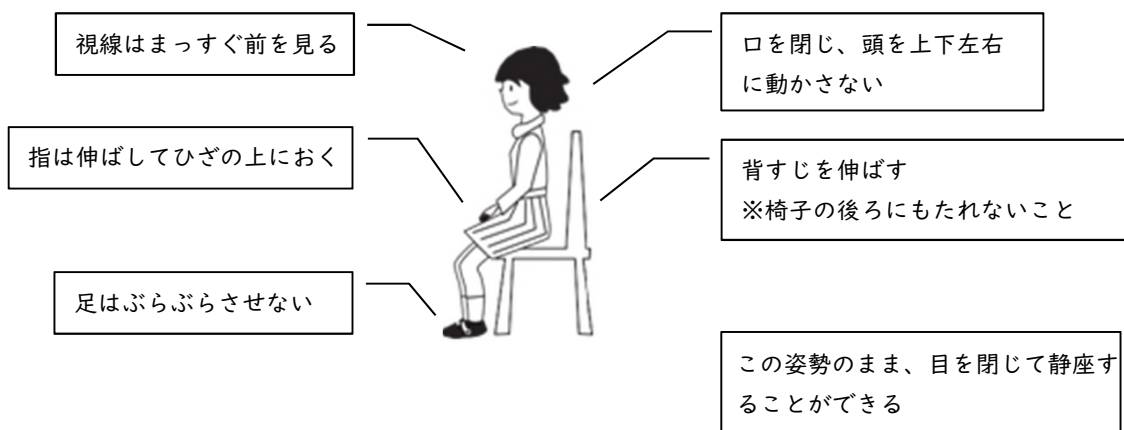 視線はまっすぐ前を見る
口を閉じ、頭を上下左右
に動かさない
指は伸ばしてひざの上におく
背すじを伸ばす
※椅子の後ろにもたれないこと
足はぶらぶらさせない
この姿勢のまま、目を閉じて静座す
ることができる